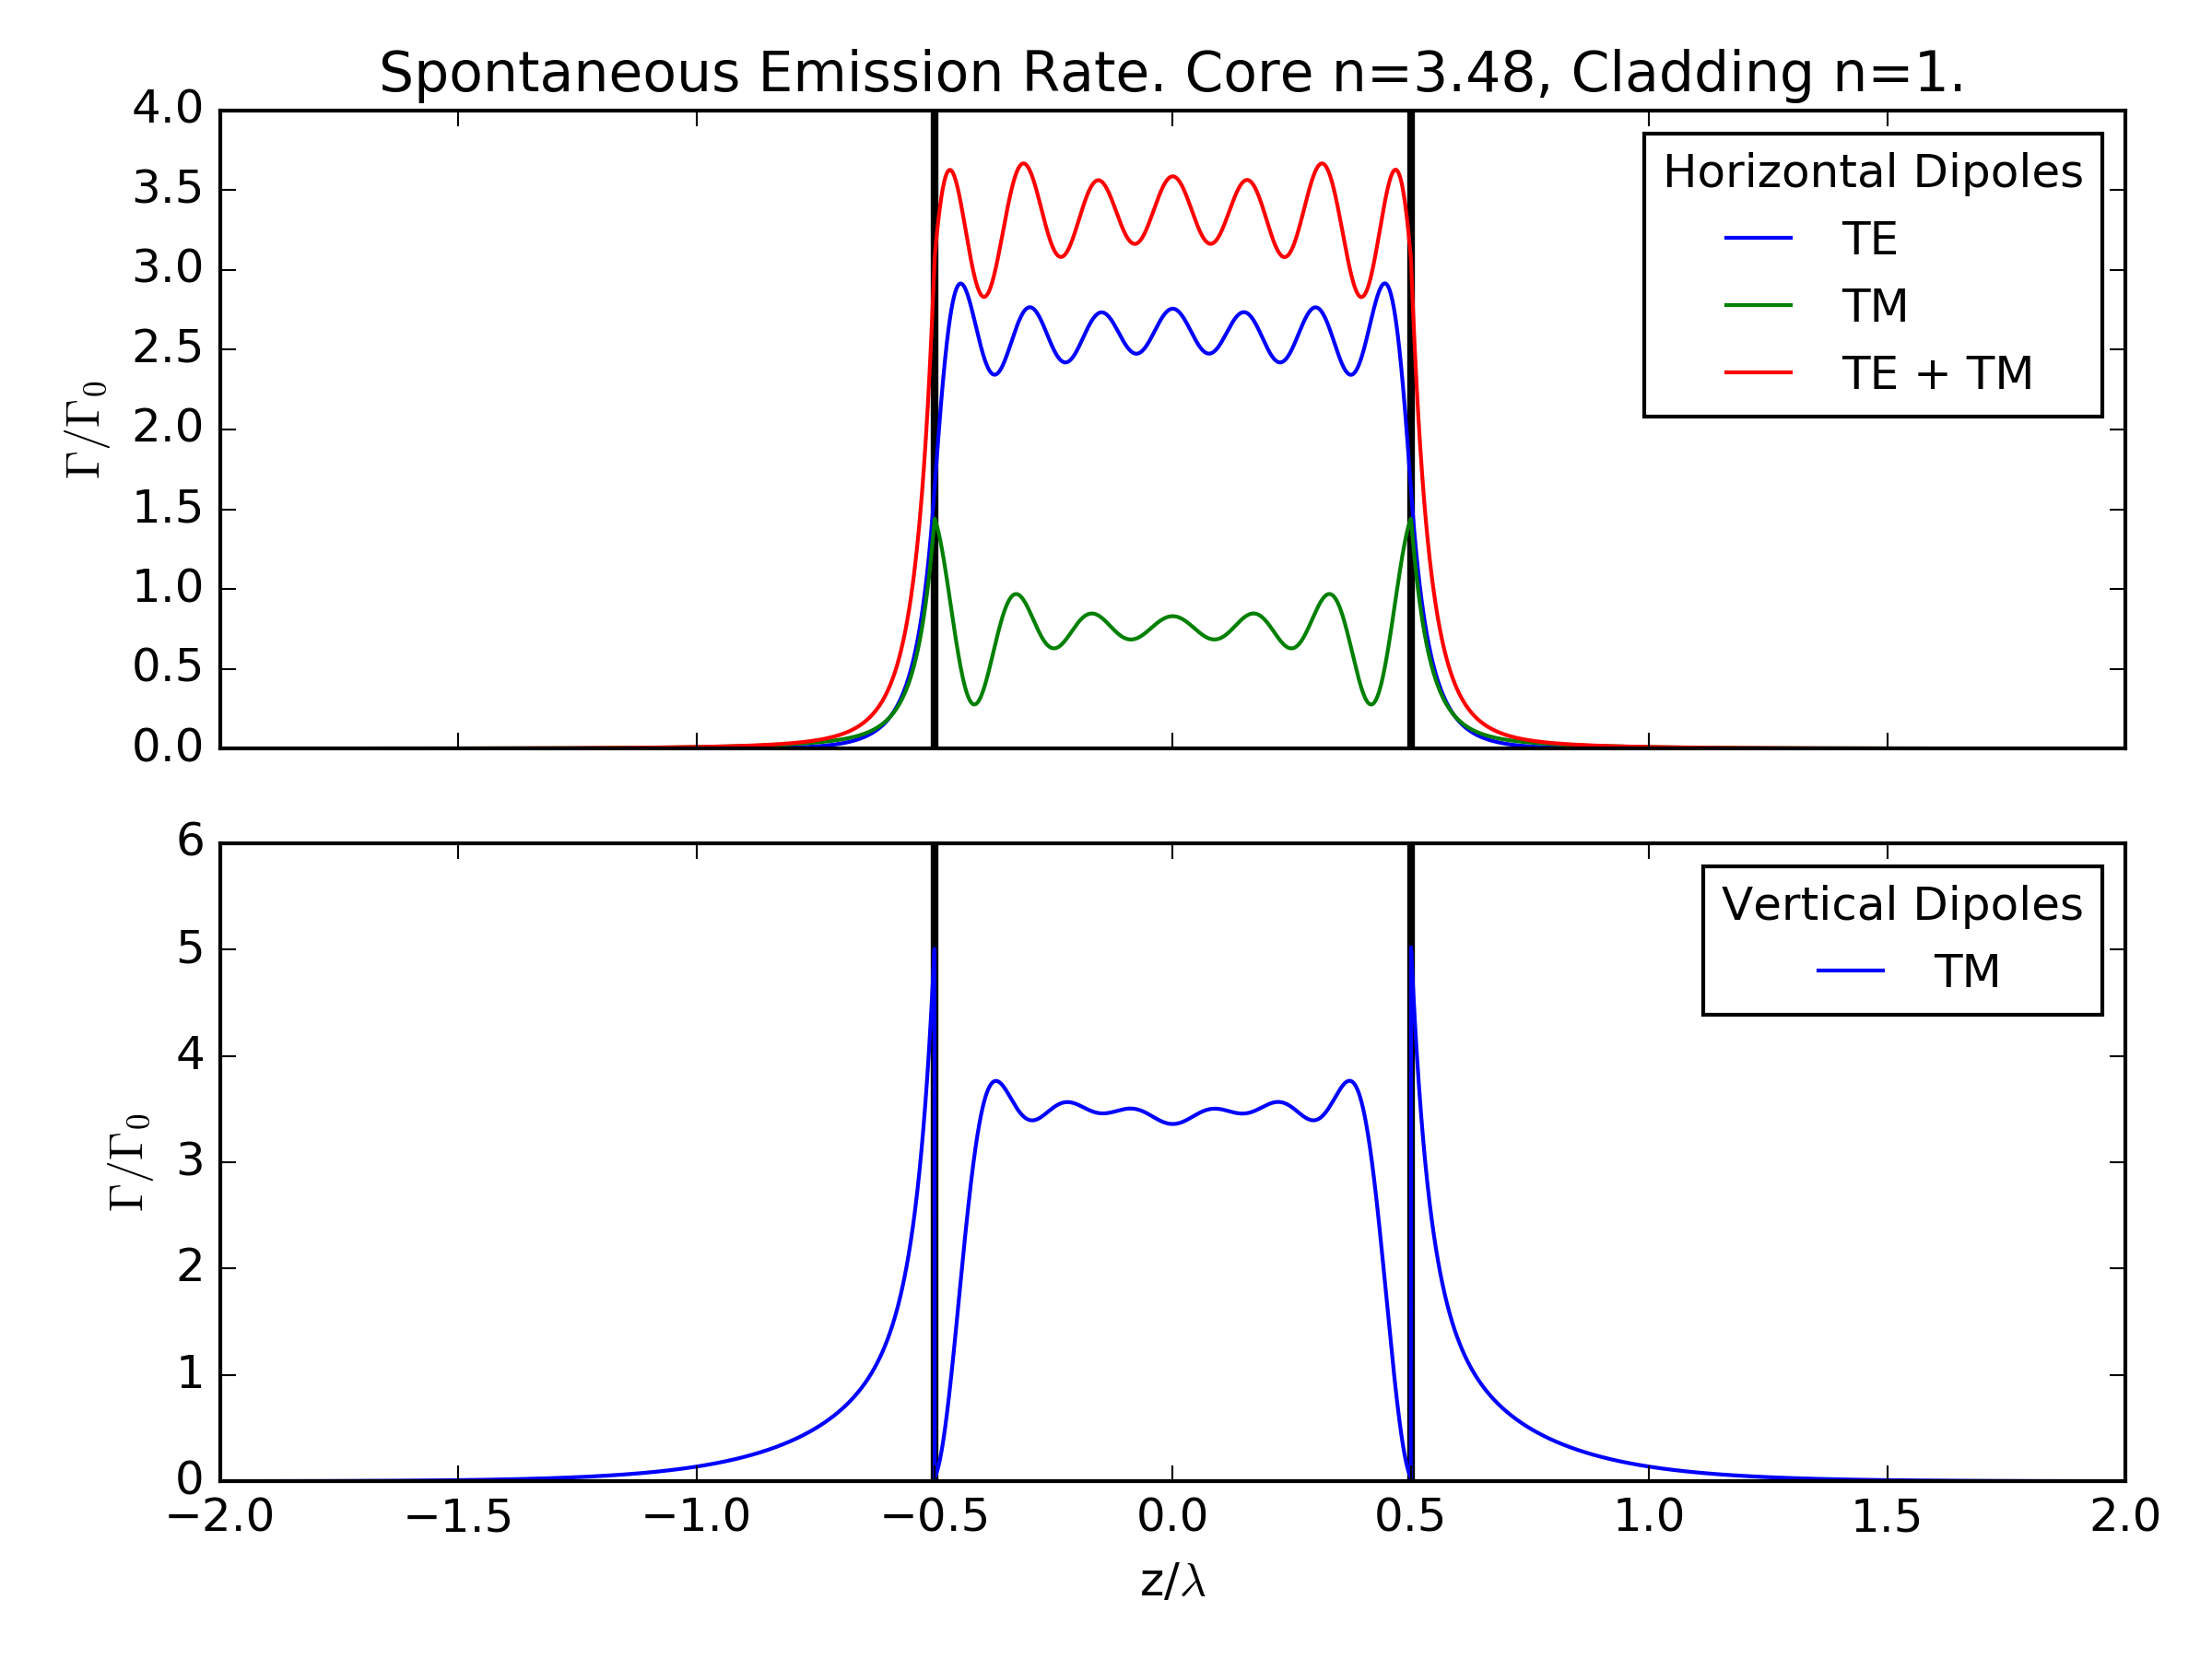 Spontaneous Emission Rate. Core n=3.48, Cladding n=1.
4.0
3.5
3.0
2.5
2.0
1.5
1.0
0.5
0.0
Γ/Γ₀
Horizontal Dipoles
TE
TM
TE + TM
6
5
4
3
2
1
0
Γ/Γ₀
Vertical Dipoles
TM
−2.0 −1.5 −1.0 −0.5 0.0 0.5 1.0 1.5 2.0
z/λ